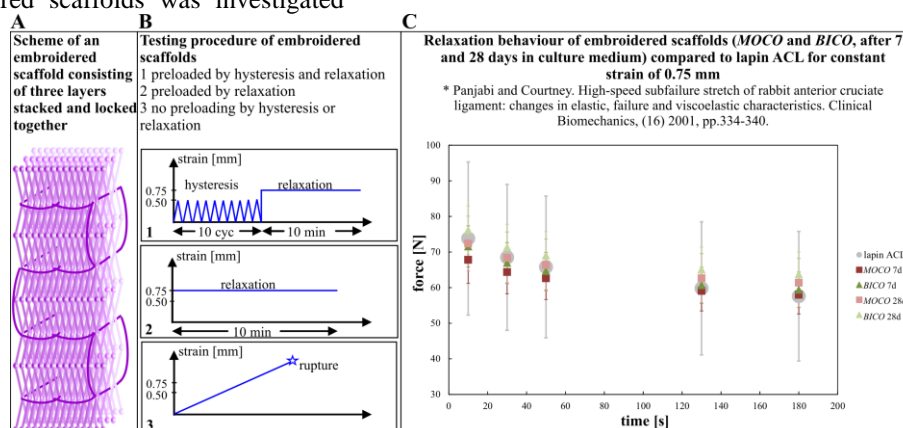 red scaffolds was investigated
A
Scheme of an
embroidered
scaffold consisting
of three layers
stacked and locked
together
B
Testing procedure of embroidered
scaffolds
1 preloaded by hysteresis and relaxation
2 preloaded by relaxation
3 no preloading by hysteresis or
relaxation
strain [mm]
hysteresis relaxation
0.75
0.50
1 10 cyc 10 min
strain [mm]
relaxation
0.75
0.50
2 10 min
strain [mm]
rupture
0.75
0.50
3
C
Relaxation behaviour of embroidered scaffolds (MOCO and BICO, after 7
and 28 days in culture medium) compared to lapin ACL for constant
strain of 0.75 mm
* Panjabi and Courtney. High-speed subfailure stretch of rabbit anterior cruciate
ligament: changes in elastic, failure and viscoelastic characteristics. Clinical
Biomechanics, (16) 2001, pp.334-340.
100
90
80
70
60
50
40
30
force [N]
0 20 40 60 80 100 120 140 160 180 200
time [s]
lapin ACL
MOCO 7d
BICO 7d
MOCO 28d
BICO 28d